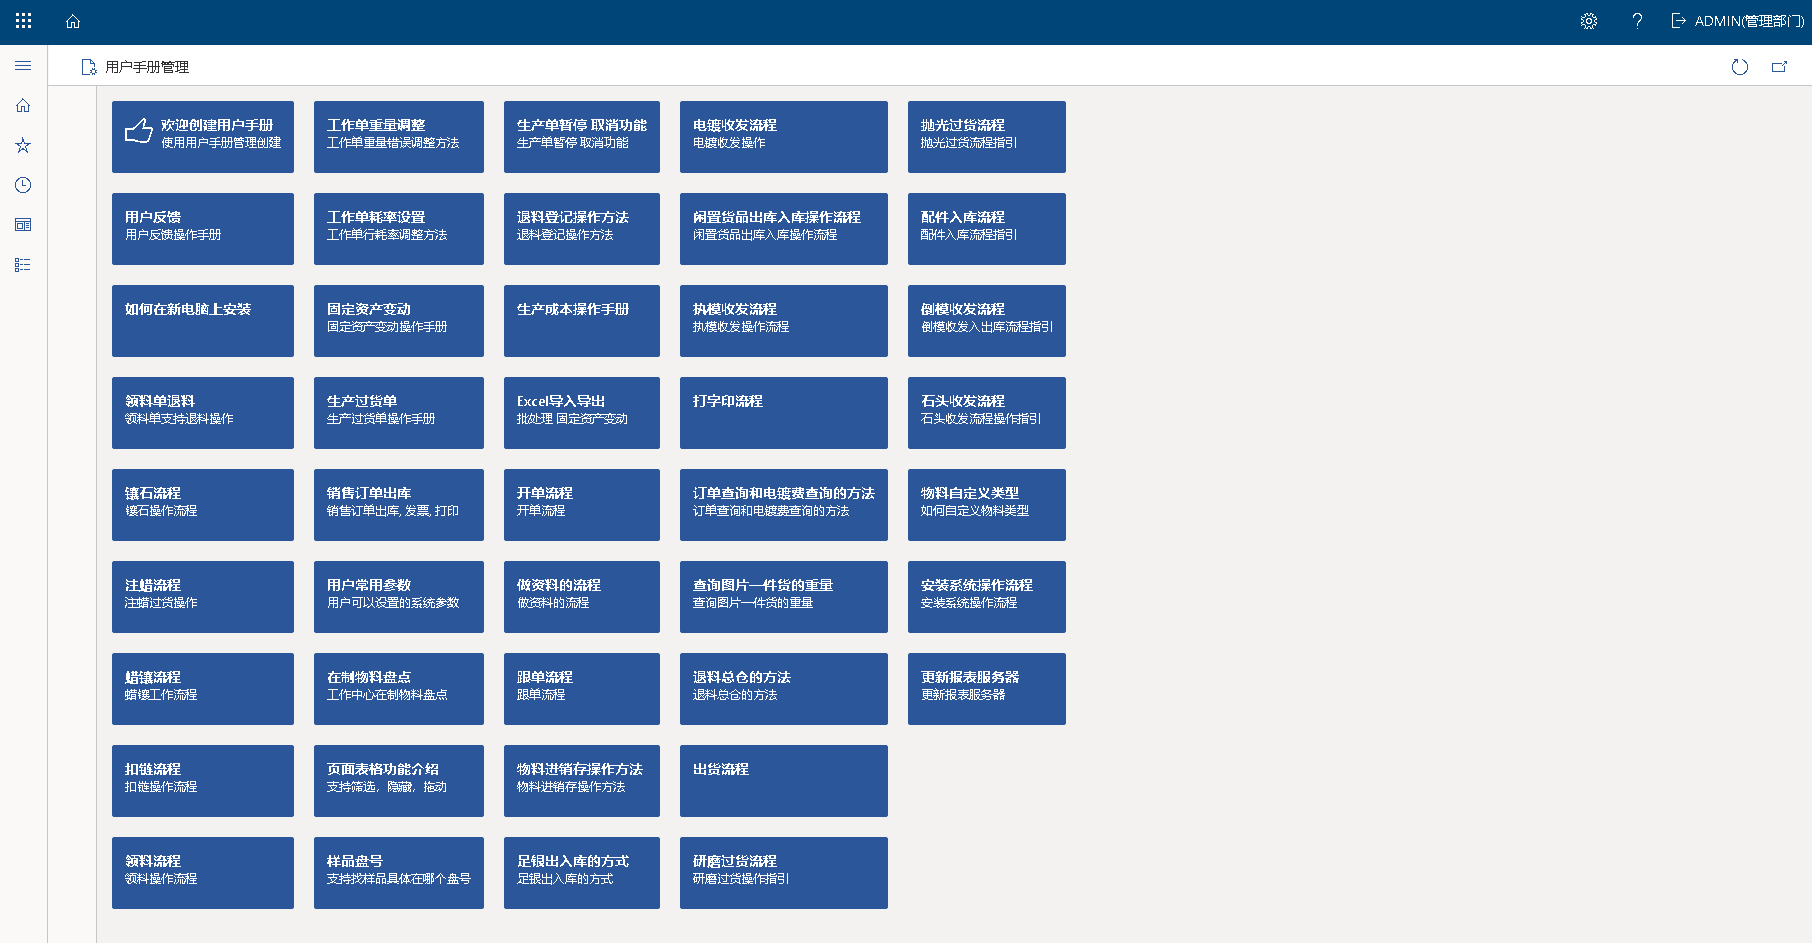 ADMIN(管理部门)
用户手册管理
欢迎创建用户手册
使用用户手册管理创建
工作单重量调整
工作单重量错误调整方法
生产单暂停 取消功能
生产单暂停 取消功能
电镀收发流程
电镀收发操作
抛光过货流程
抛光过货流程指引
用户反馈
用户反馈操作手册
工作单耗率设置
工作单行耗率调整方法
退料登记操作方法
退料登记操作方法
闲置货品出库入库操作流程
闲置货品出库入库操作流程
配件入库流程
配件入库流程指引
如何在新电脑上安装
固定资产变动
固定资产变动操作手册
生产成本操作手册
执模收发流程
执模收发操作流程
倒模收发流程
倒模收发入出库流程指引
领料单退料
领料单支持退料操作
生产过货单
生产过货单操作手册
Excel导入导出
批处理 固定资产变动
打字印流程
石头收发流程
石头收发流程操作指引
镶石流程
镶石操作流程
销售订单出库
销售订单出库, 发票, 打印
开单流程
开单流程
订单查询和电镀费查询的方法
订单查询和电镀费查询的方法
物料自定义类型
如何自定义物料类型
注蜡流程
注蜡过货操作
用户常用参数
用户可以设置的系统参数
做资料的流程
做资料的流程
查询图片一件货的重量
查询图片一件货的重量
安装系统操作流程
安装系统操作流程
蜡镶流程
蜡镶工作流程
在制物料盘点
工作中心在制物料盘点
跟单流程
跟单流程
退料总仓的方法
退料总仓的方法
更新报表服务器
更新报表服务器
扣链流程
扣链操作流程
页面表格功能介绍
支持筛选，隐藏，拖动
物料进销存操作方法
物料进销存操作方法
出货流程
领料流程
领料操作流程
样品盘号
支持找样品具体在哪个盘号
足银出入库的方式
足银出入库的方式
研磨过货流程
研磨过货操作指引